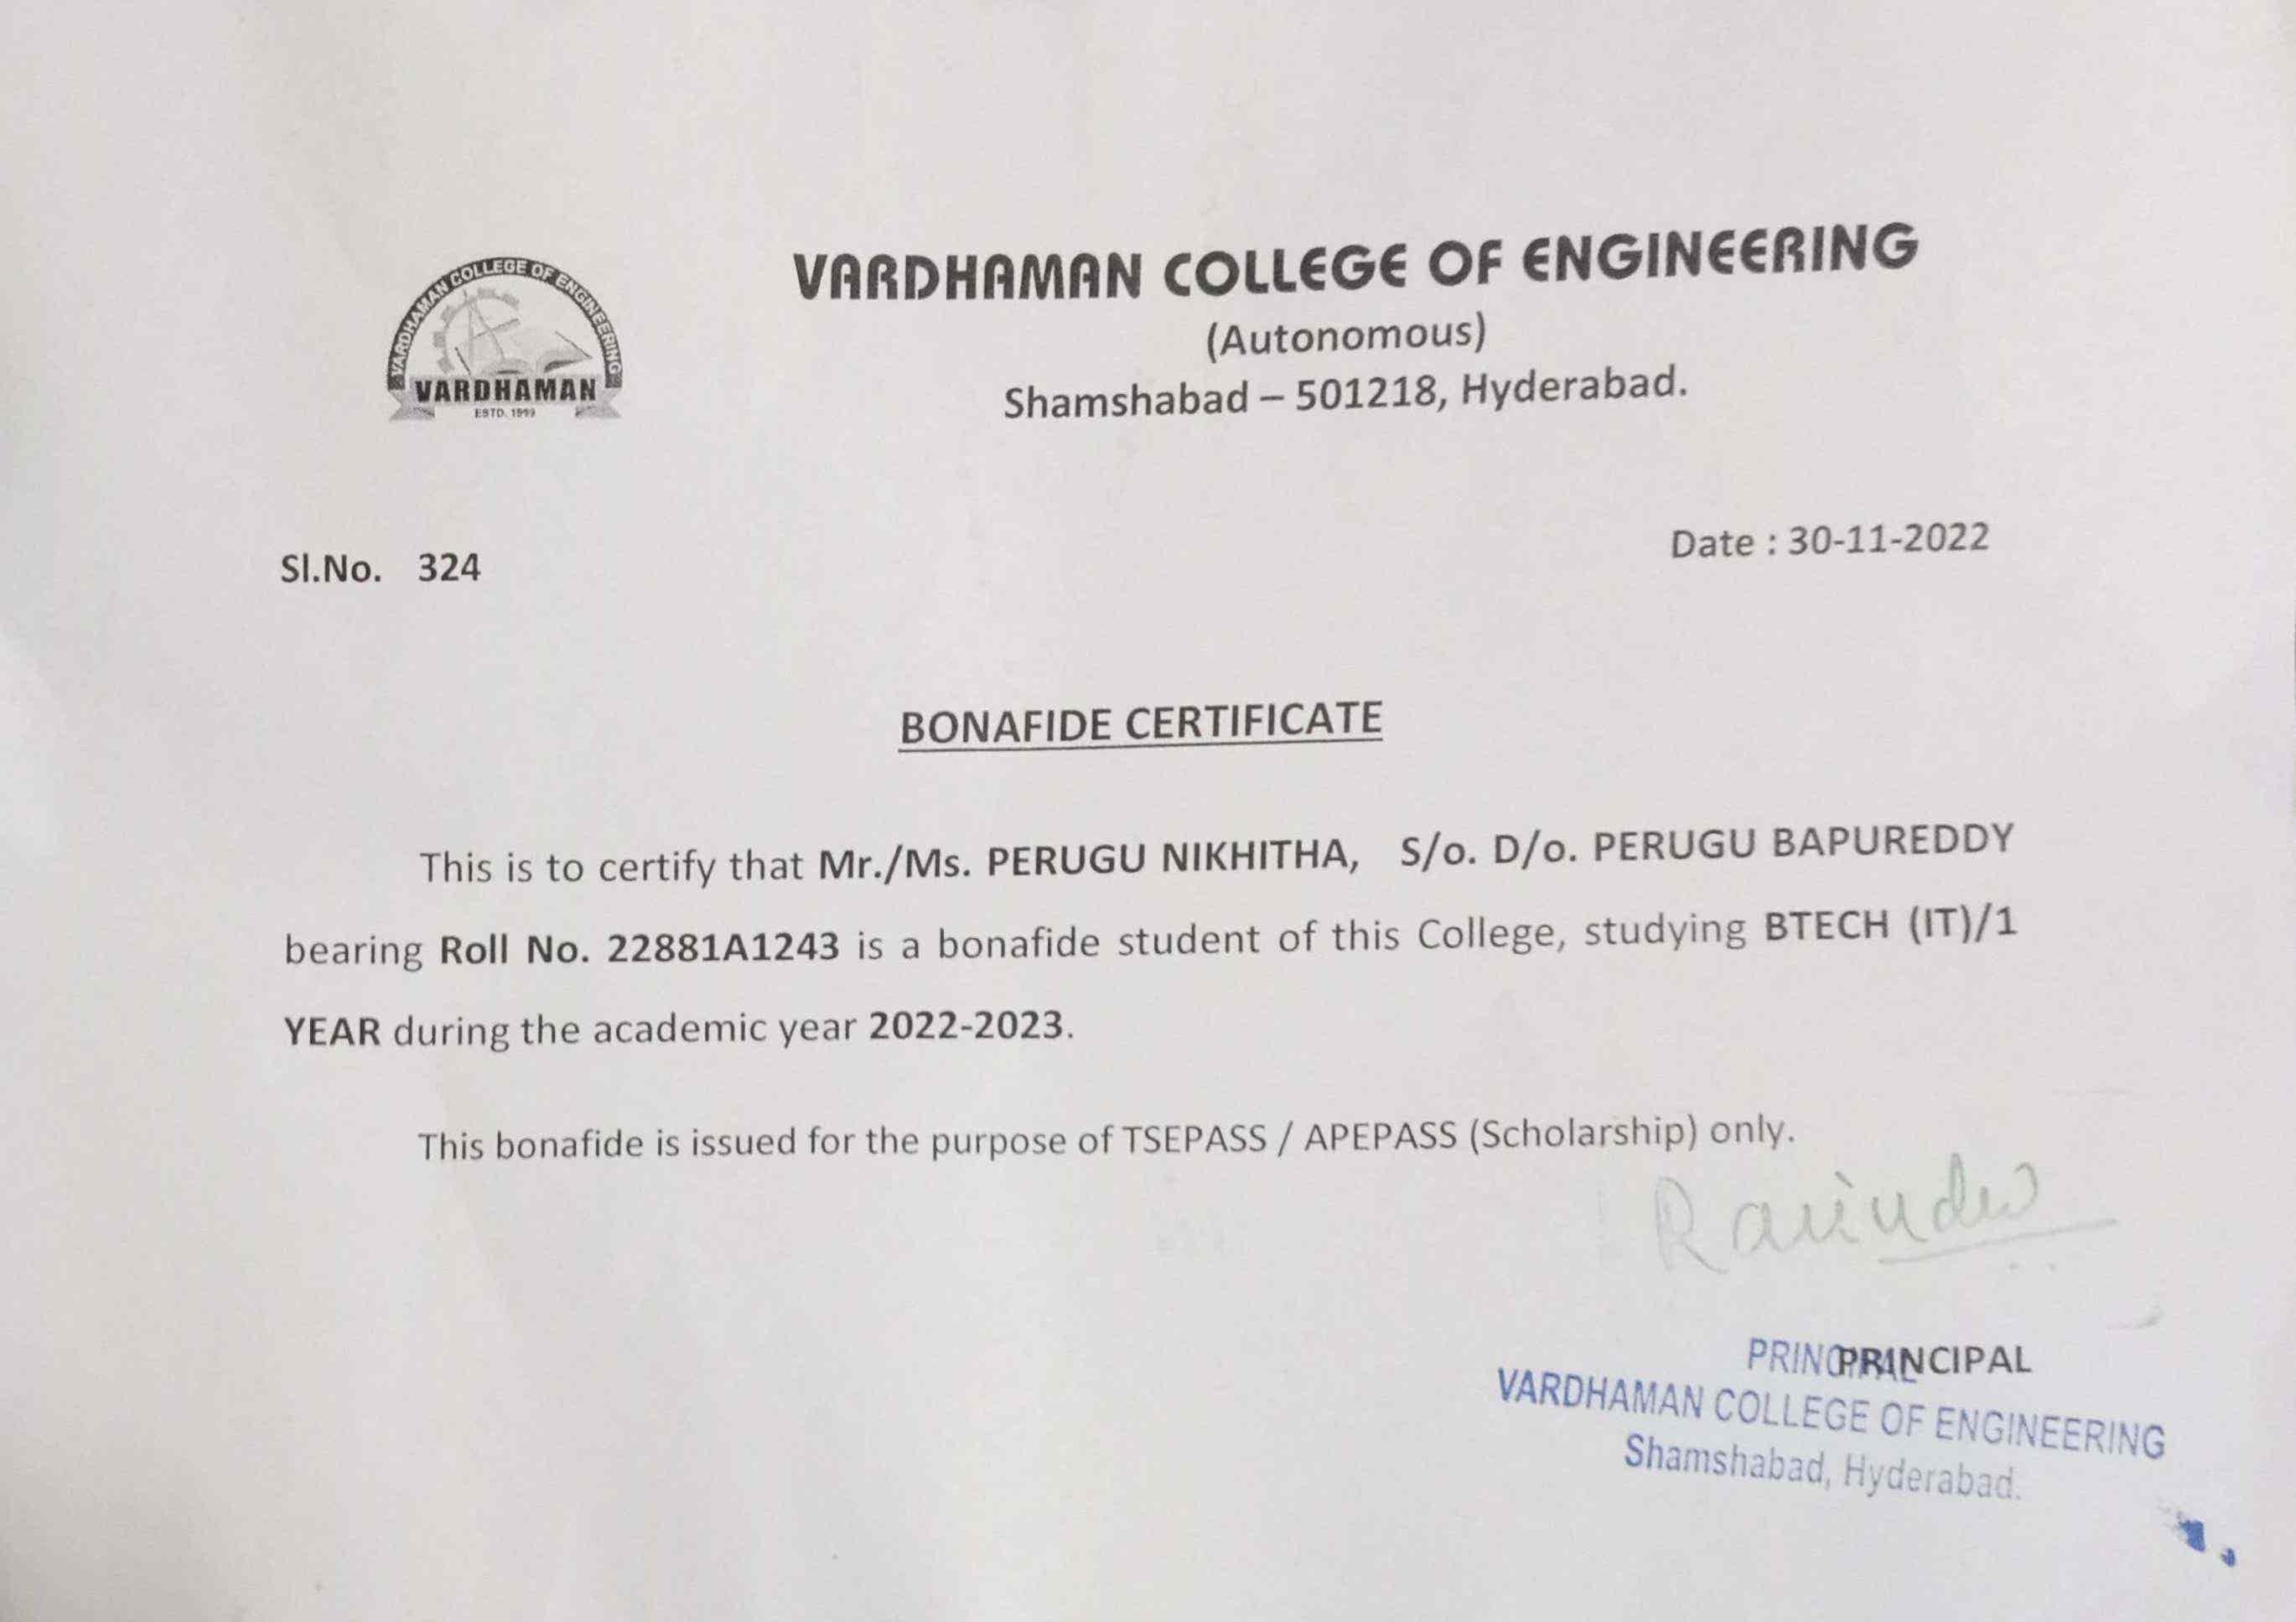 VARDHAMAN COLLEGE OF ENGINEERING
VARDHAMAN
ESTD. 1999
VARDHAMAN COLLEGE OF ENGINEERING
(Autonomous)
Shamshabad – 501218, Hyderabad.
Sl.No. 324
Date : 30-11-2022
BONAFIDE CERTIFICATE
This is to certify that Mr./Ms. PERUGU NIKHITHA, S/o. D/o. PERUGU BAPUREDDY
bearing Roll No. 22881A1243 is a bonafide student of this College, studying BTECH (IT)/1
YEAR during the academic year 2022-2023.
This bonafide is issued for the purpose of TSEPASS / APEPASS (Scholarship) only.
Ravinder
PRINCIPAL
PRINCIPAL
VARDHAMAN COLLEGE OF ENGINEERING
Shamshabad, Hyderabad.